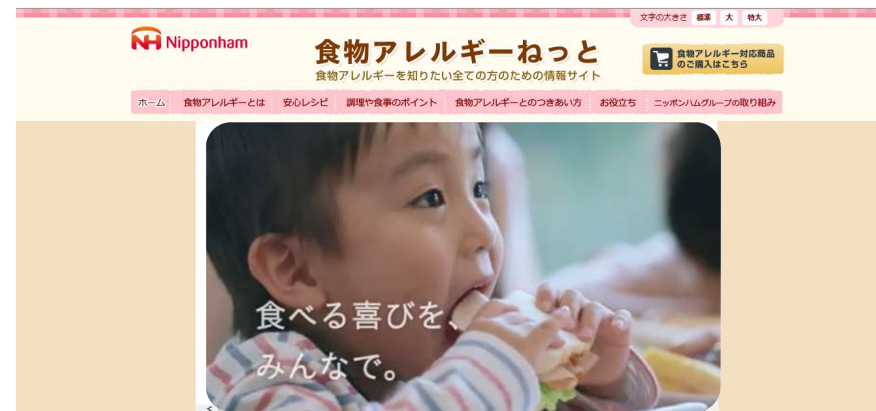 文字の大きさ 標準 大 特大
Nipponham
食物アレルギーねっと
食物アレルギーを知りたい全ての方のための情報サイト
食物アレルギー対応商品
のご購入はこちら
ホーム 食物アレルギーとは 安心レシピ 調理や食事のポイント 食物アレルギーとのつきあい方 お役立ち ニッポンハムグループの取り組み
食べる喜びを、
みんなで。